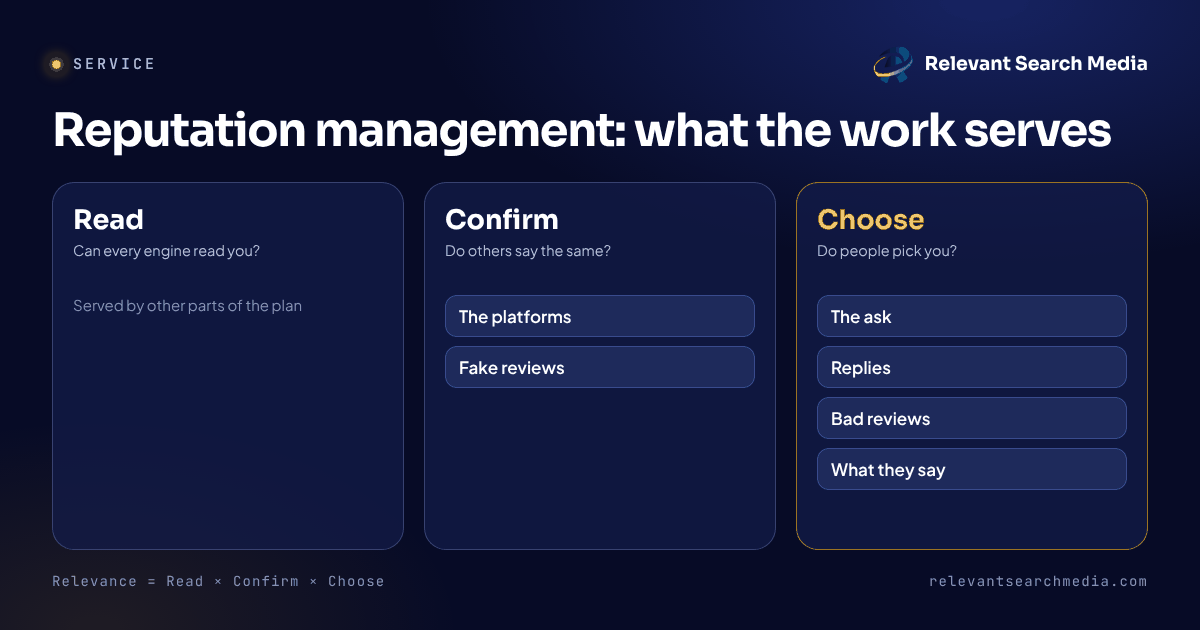 SERVICE
Relevant Search Media
Reputation management: what the work serves
Read
Can every engine read you?
Served by other parts of the plan
Confirm
Do others say the same?
The platforms
Fake reviews
Choose
Do people pick you?
The ask
Replies
Bad reviews
What they say
Relevance = Read × Confirm × Choose
relevantsearchmedia.com